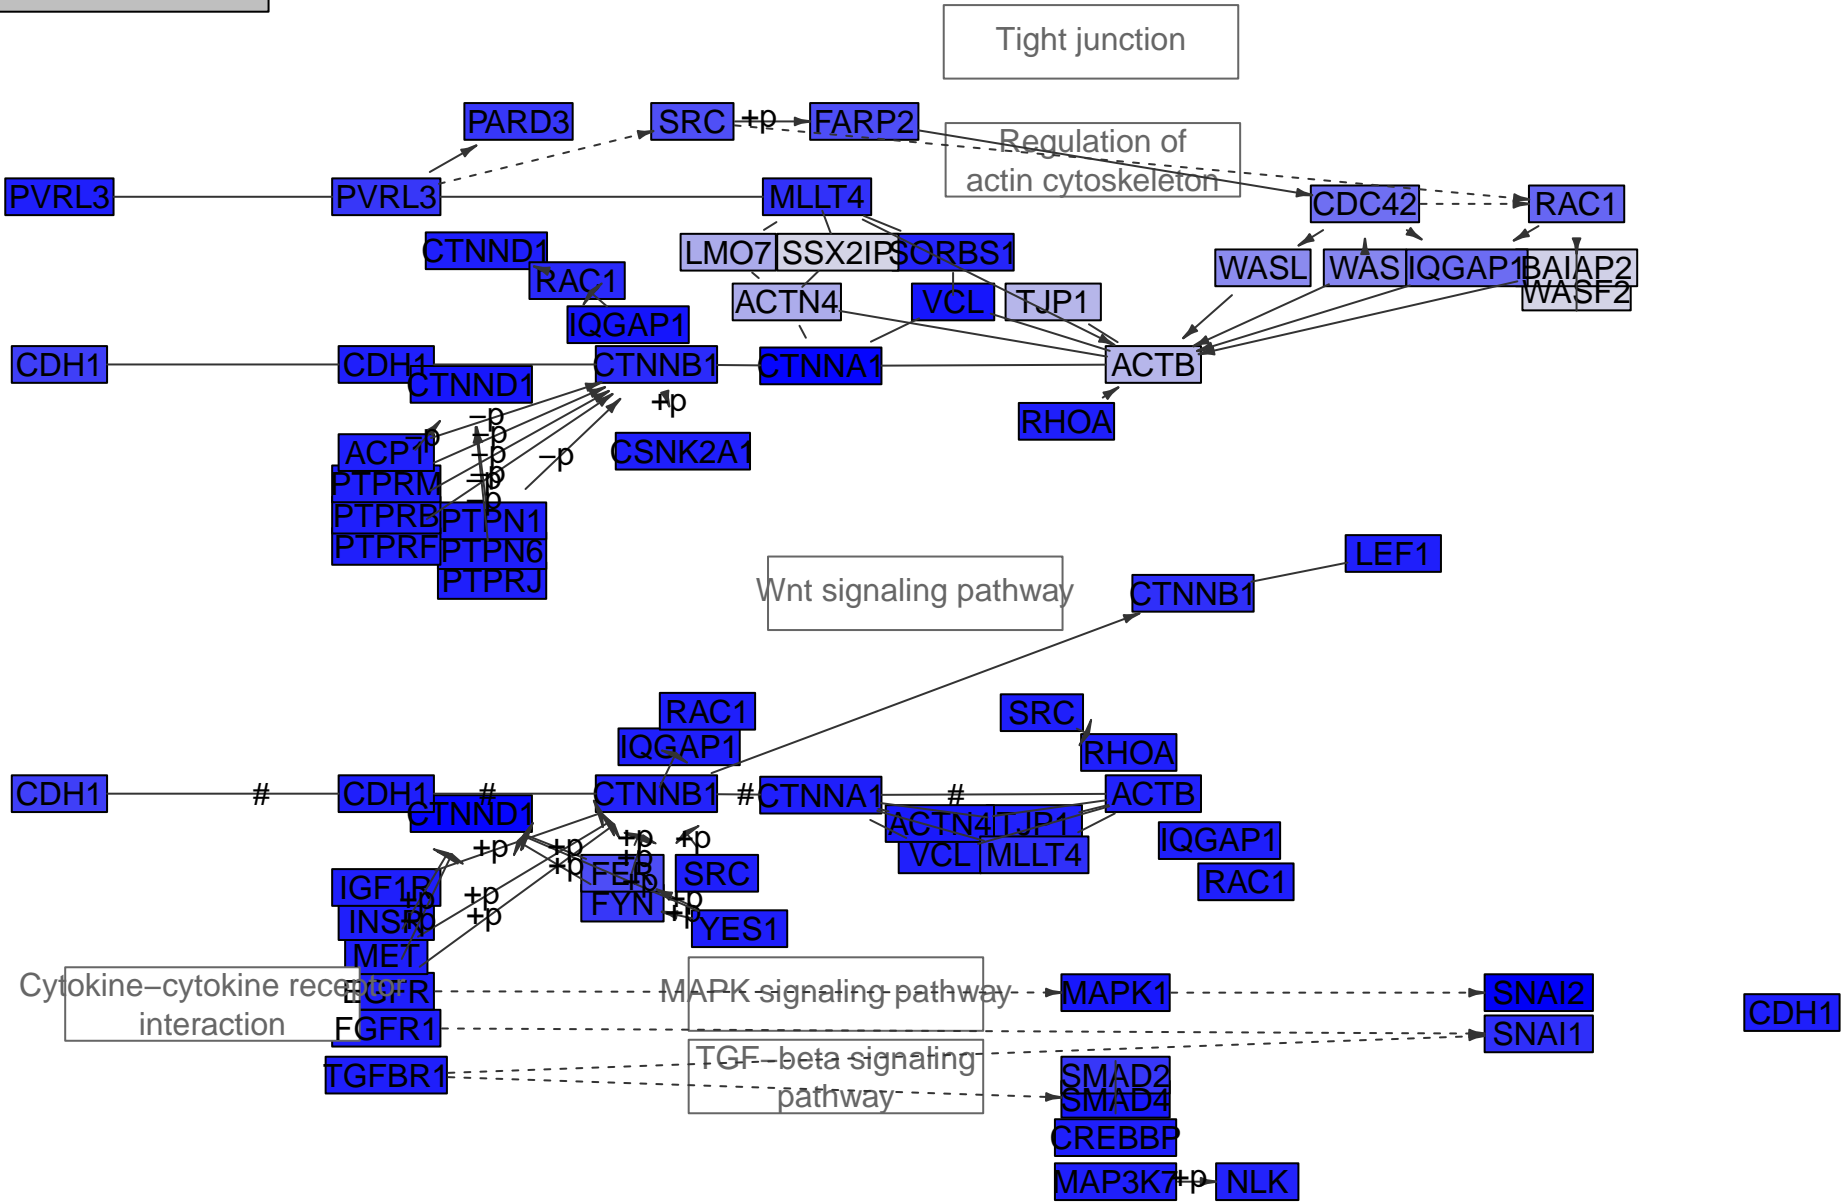 Tight junction
PARD3
SRC
+p
FARP2
Regulation of
actin cytoskeleton
PVRL3
PVRL3
MLLT4
CDC42
RAC1
CTNND1
LMO7
SSX2IP
SORBS1
WASL
WAS
IQGAP1
BAIAP2
RAC1
WASF2
ACTN4
VCL
TJP1
IQGAP1
CDH1
CDH1
CTNNB1
CTNNA1
ACTB
CTNND1
+p
RHOA
–p
–p
–p
ACP1
–p
–p
CSNK2A1
–p
PTPRM
–p
–p
PTPRB
PTPN1
PTPRF
PTPN6
LEF1
PTPRJ
Wnt signaling pathway
CTNNB1
RAC1
SRC
IQGAP1
RHOA
CDH1
#
CDH1
#
CTNNB1
#
CTNNA1
#
ACTB
CTNND1
ACTN4
TJP1
+p
+p
+p
+p
IQGAP1
+p
+p
VCL
MLLT4
FER
SRC
+p
IGF1R
+p
+p
+p
RAC1
FYN
+p
INSR
+p
+p
YES1
MET
Cytokine–cytokine receptor
interaction
EGFR
MAPK signaling pathway
MAPK1
SNAI2
CDH1
FGFR1
SNAI1
TGF–beta signaling
pathway
TGFBR1
SMAD2
SMAD4
CREBBP
MAP3K7
+p
NLK